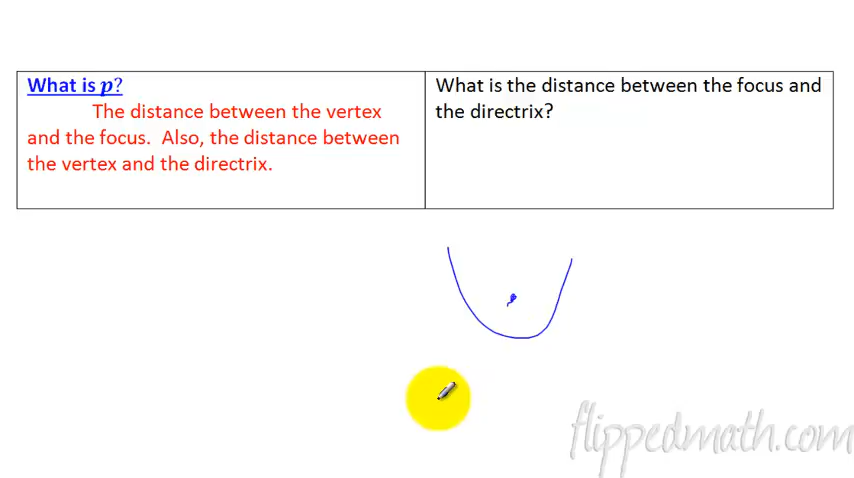 What is p?
The distance between the vertex
and the focus. Also, the distance between
the vertex and the directrix.
What is the distance between the focus and
the directrix?
flippedmath.com